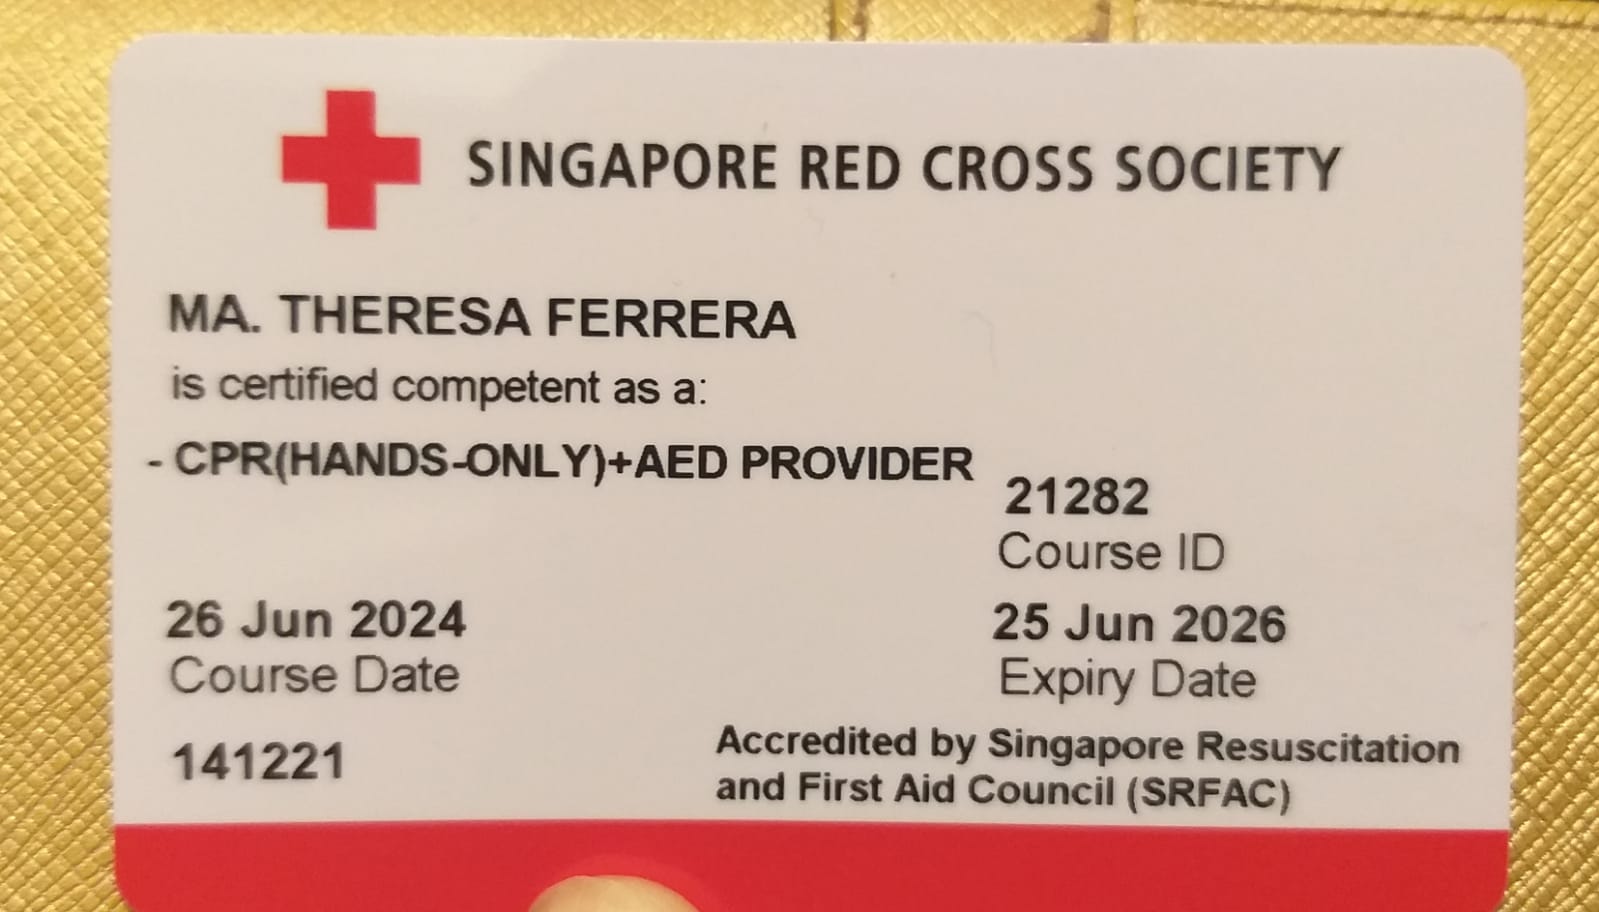 SINGAPORE RED CROSS SOCIETY
MA. THERESA FERRERA
is certified competent as a:
- CPR(HANDS-ONLY)+AED PROVIDER
21282
Course ID
26 Jun 2024
Course Date
25 Jun 2026
Expiry Date
141221
Accredited by Singapore Resuscitation
and First Aid Council (SRFAC)